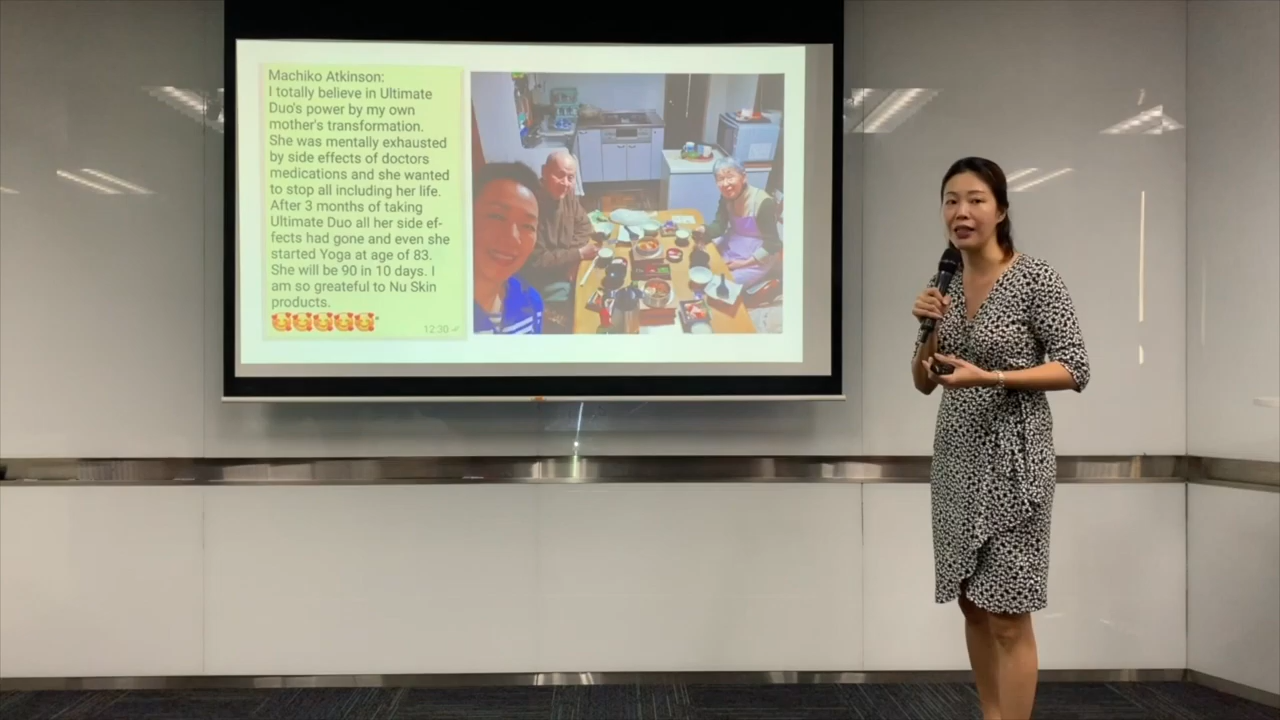 Machiko Atkinson:
I totally believe in Ultimate
Duo's power by my own
mother's transformation.
She was mentally exhausted
by side effects of doctors
medications and she wanted
to stop all including her life.
After 3 months of taking
Ultimate Duo all her side ef-
fects had gone and even she
started Yoga at age of 83.
She will be 90 in 10 days. I
am so greateful to Nu Skin
products.
12:30